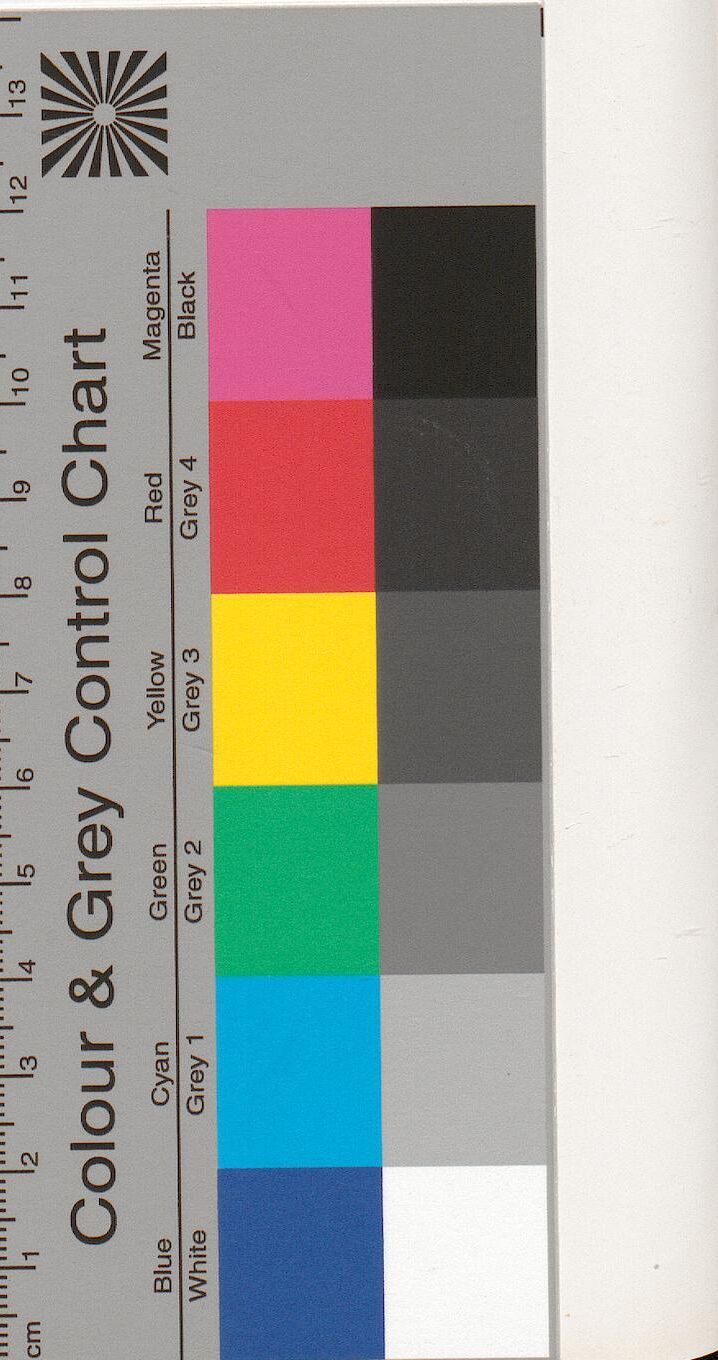 Colour & Grey Control Chart
Blue Cyan Green Yellow Red Magenta
White Grey 1 Grey 2 Grey 3 Grey 4 Black
cm 1 2 3 4 5 6 7 8 9 10 11 12 13